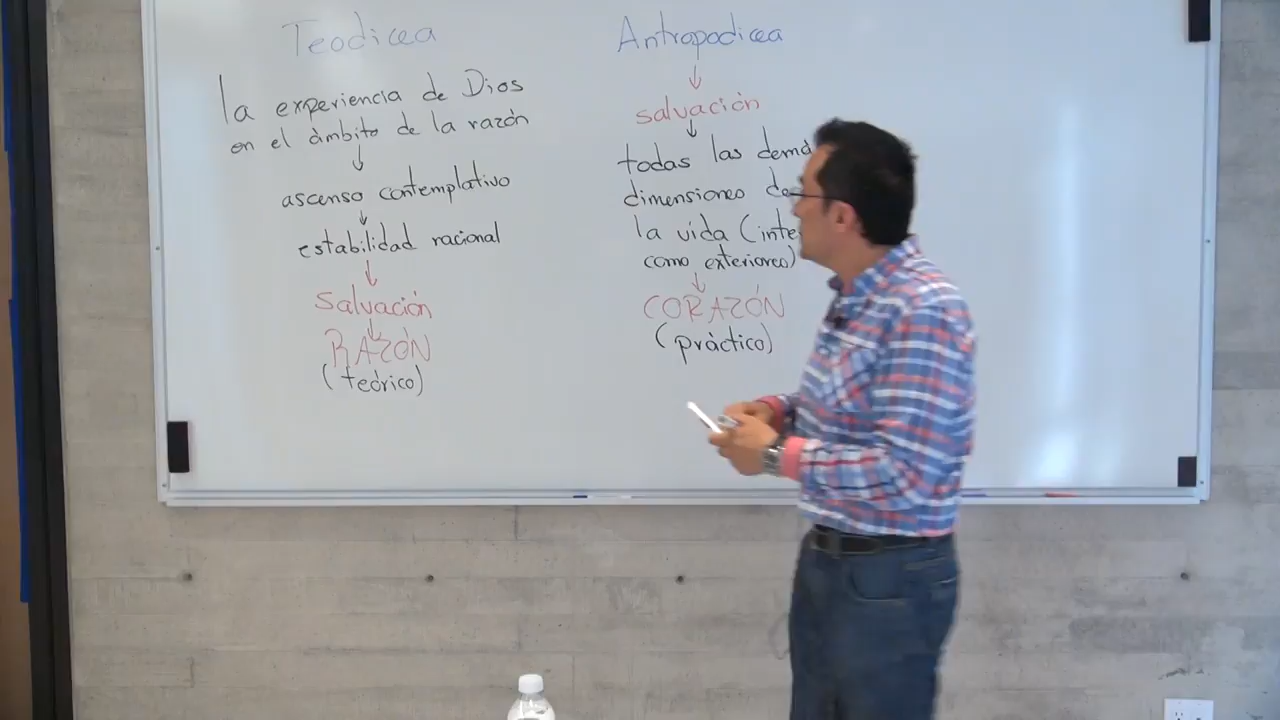 Teodicea
la experiencia de Dios
en el ámbito de la razón
ascenso contemplativo
estabilidad racional
salvación
RAZÓN
(teórico)
Antropodicea
salvación
todas las
dimensiones
la vida
como exteriores)
CORAZÓN
(práctico)